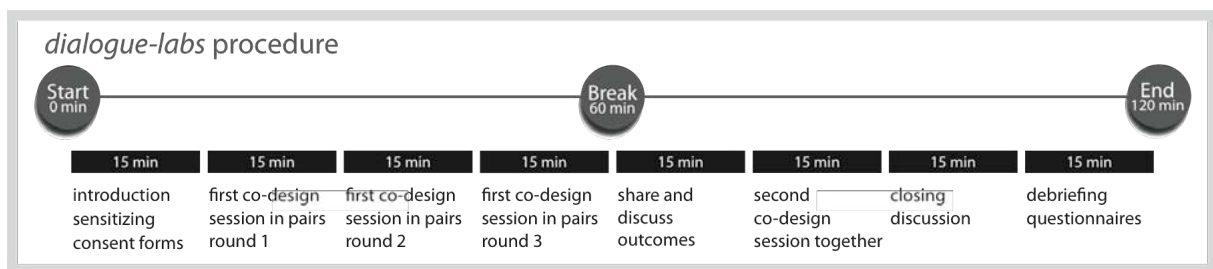 dialogue-labs procedure
Start
0 min
Break
60 min
End
120 min
15 min
15 min
15 min
15 min
15 min
15 min
15 min
15 min
introduction
sensitizing
consent forms
first co-design
session in pairs
round 1
first co-design
session in pairs
round 2
first co-design
session in pairs
round 3
share and
discuss
outcomes
second
co-design
session together
closing
discussion
debriefing
questionnaires